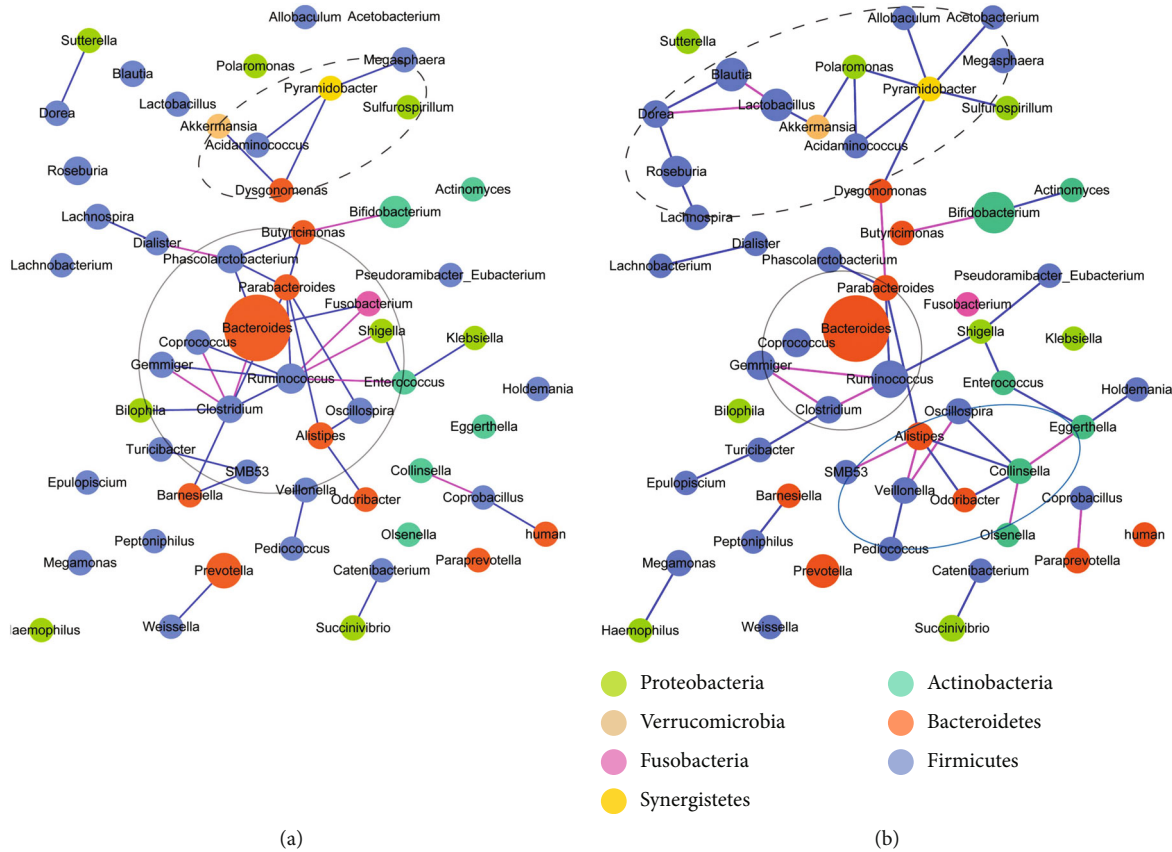 Allobaculum Acetobacterium
Sutterella
Megasphaera
Polaromonas
Blautia
Pyramidobacter
Lactobacillus
Sulfurospirillum
Dorea
Akkermansia
Acidaminococcus
Roseburia
Dysgonomonas
Actinomyces
Lachnospira
Bifidobacterium
Butyricimonas
Dialister
Lachnobacterium
Phascolarctobacterium
Pseudoramibacter_Eubacterium
Parabacteroides
Fusobacterium
Bacteroides
Shigella
Klebsiella
Coprococcus
Gemmiger
Ruminococcus
Enterococcus
Holdemania
Bilophila
Clostridium
Oscillospira
Eggerthella
Turicibacter
Alistipes
SMB53
Collinsella
Epulopiscium
Veillonella
Coprobacillus
Barnesiella
Odoribacter
Olsenella
human
Peptoniphilus
Pediococcus
Megamonas
Prevotella
Catenibacterium
Paraprevotella
aemophilus
Weissella
Succinivibrio
(a)
Allobaculum
Acetobacterium
Sutterella
Polaromonas
Megasphaera
Blautia
Pyramidobacter
Lactobacillus
Sulfurospirillum
Dorea
Akkermansia
Acidaminococcus
Roseburia
Dysgonomonas
Actinomyces
Lachnospira
Bifidobacterium
Butyricimonas
Dialister
Lachnobacterium
Phascolarctobacterium
Pseudoramibacter_Eubacterium
Parabacteroides
Fusobacterium
Bacteroides
Shigella
Klebsiella
Coprococcus
Gemmiger
Ruminococcus
Enterococcus
Holdemania
Bilophila
Clostridium
Oscillospira
Eggerthella
Turicibacter
Alistipes
SMB53
Collinsella
Epulopiscium
Veillonella
Coprobacillus
Barnesiella
Odoribacter
Olsenella
human
Peptoniphilus
Pediococcus
Megamonas
Prevotella
Catenibacterium
Paraprevotella
Haemophilus
Weissella
Succinivibrio
Proteobacteria
Verrucomicrobia
Fusobacteria
Synergistetes
Actinobacteria
Bacteroidetes
Firmicutes
(b)